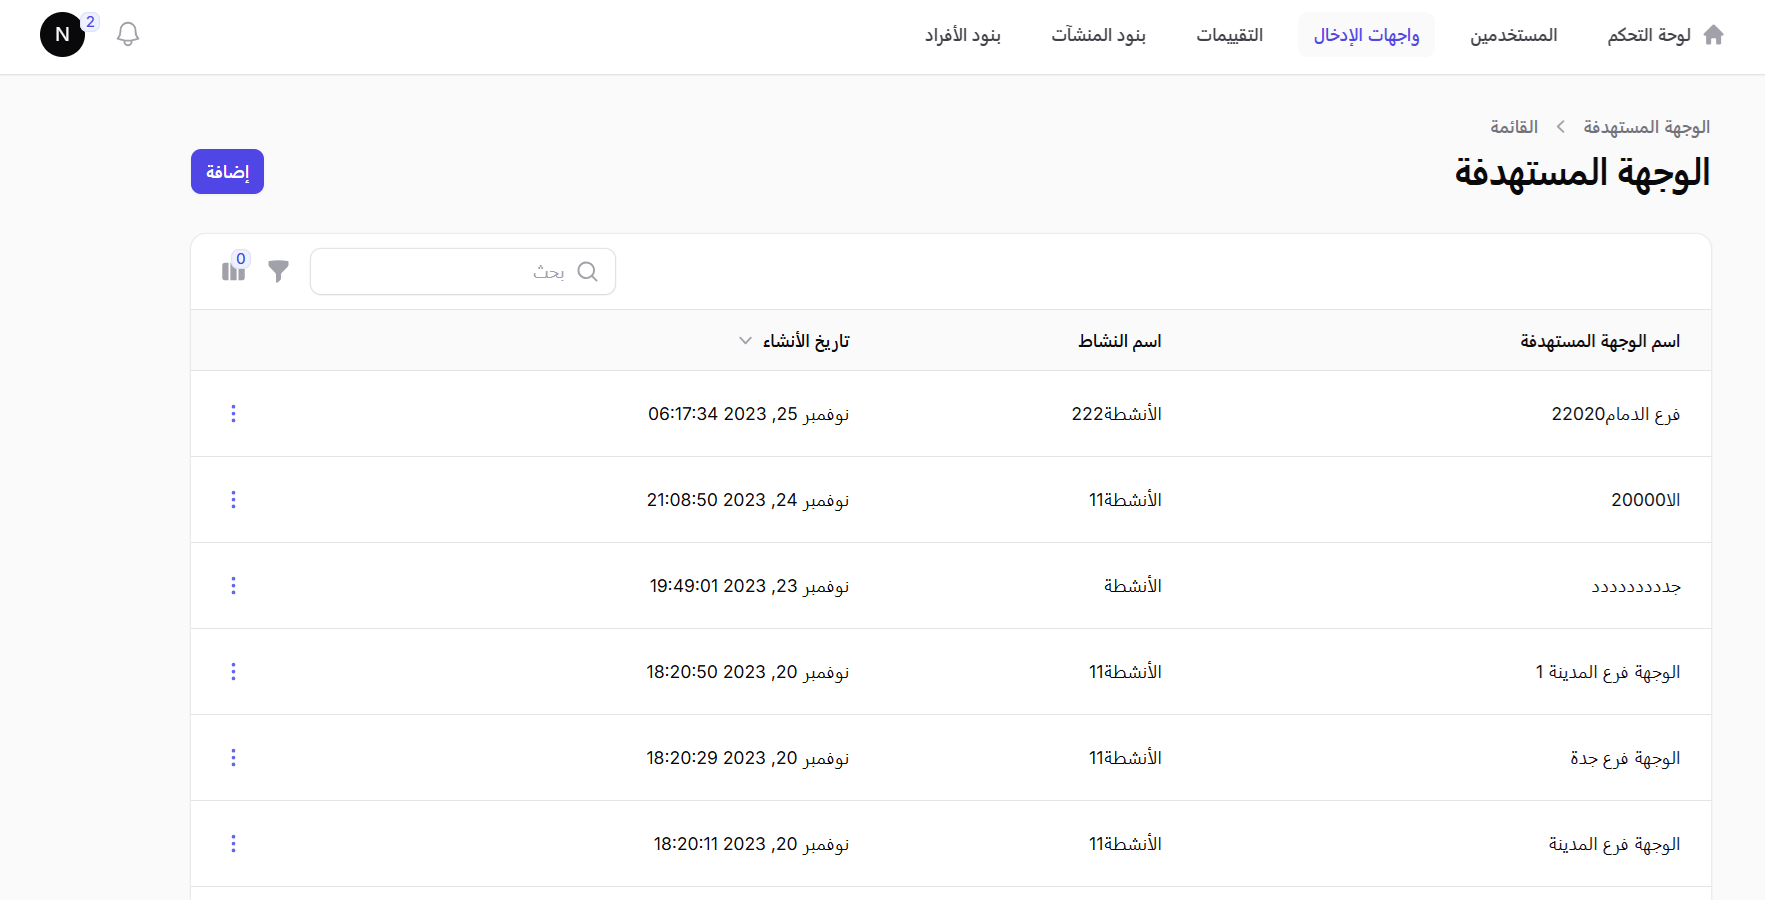 لوحة التحكم
المستخدمين
واجهات الإدخال
التقييمات
بنود المنشآت
بنود الأفراد
2
N
الوجهة المستهدفة
القائمة
الوجهة المستهدفة
إضافة
بحث
0
اسم الوجهة المستهدفة
اسم النشاط
تاريخ الأنشاء
فرع الدمام22020
الأنشطة222
نوفمبر 25, 2023 06:17:34
الا20000
الأنشطة11
نوفمبر 24, 2023 21:08:50
جددددددددد
الأنشطة
نوفمبر 23, 2023 19:49:01
الوجهة فرع المدينة 1
الأنشطة11
نوفمبر 20, 2023 18:20:50
الوجهة فرع جدة
الأنشطة11
نوفمبر 20, 2023 18:20:29
الوجهة فرع المدينة
الأنشطة11
نوفمبر 20, 2023 18:20:11